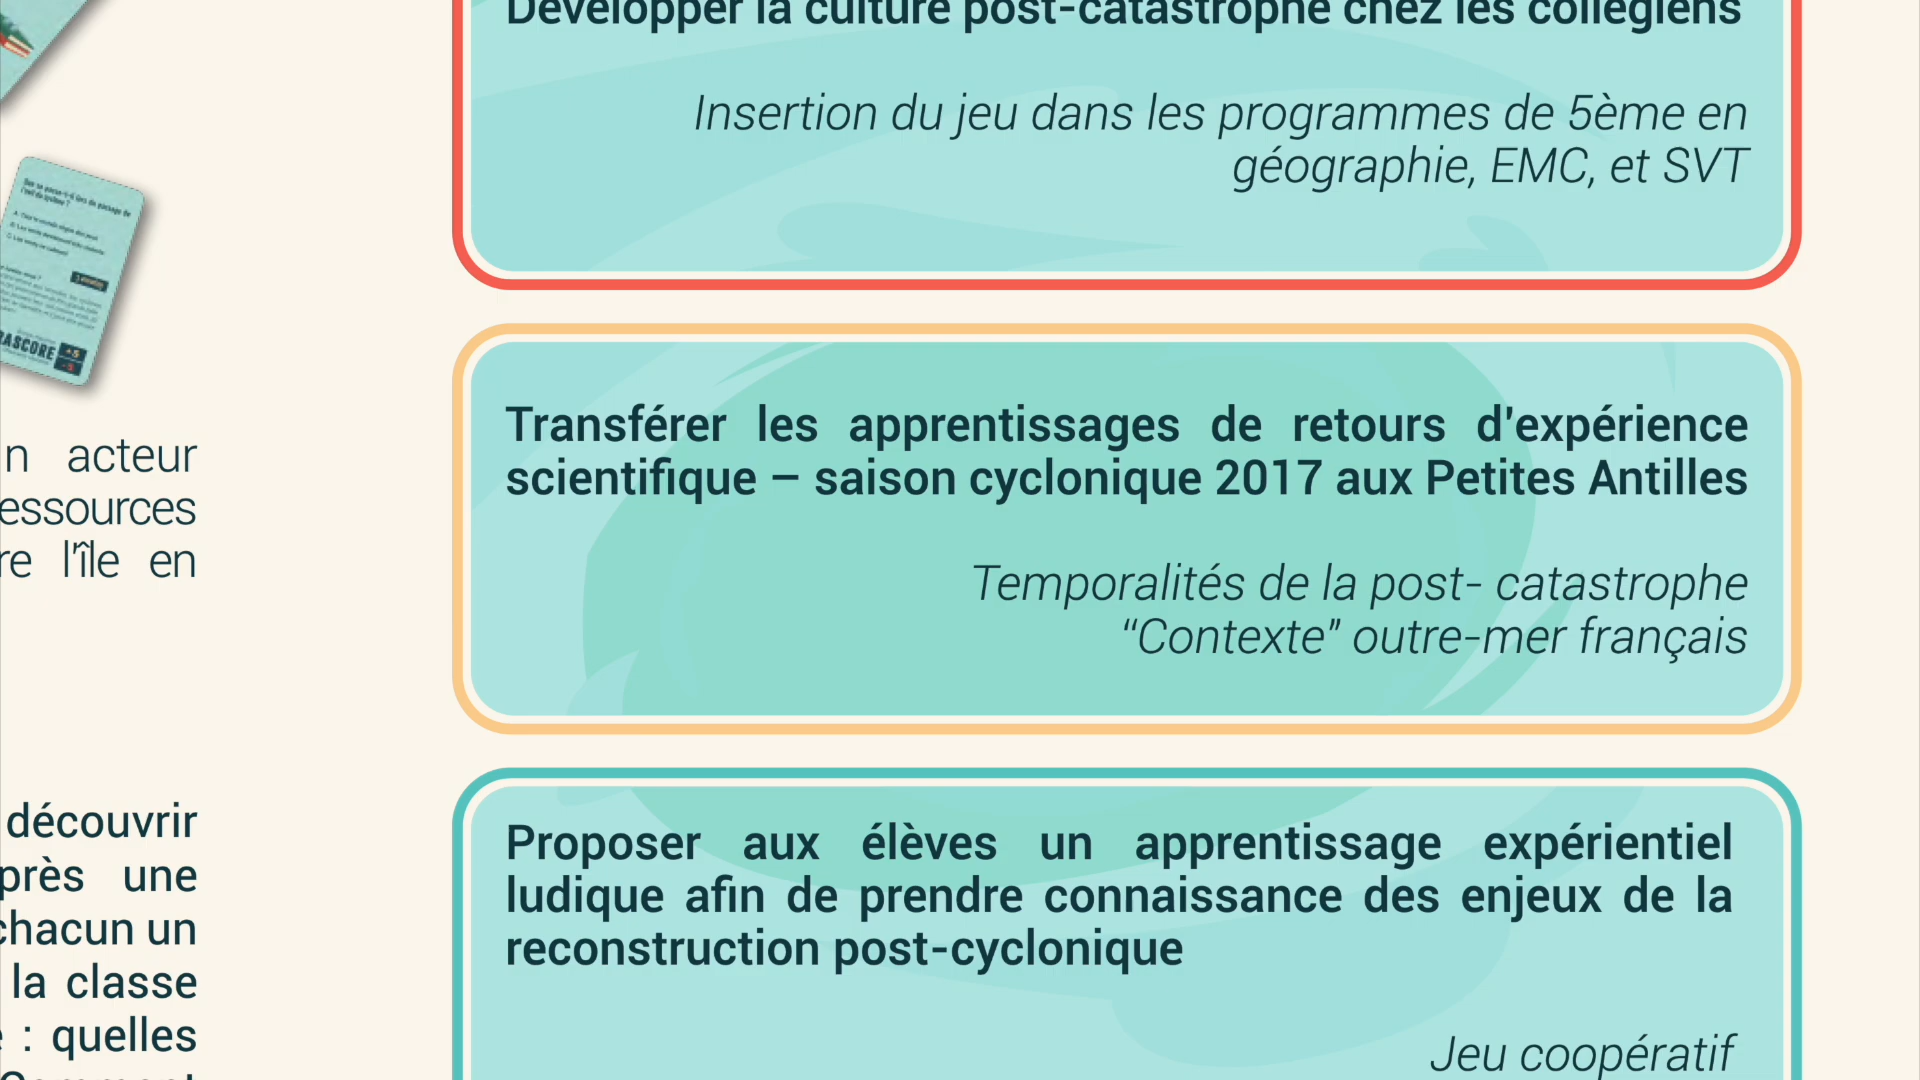 Développer la culture post-catastrophe chez les collégiens
Insertion du jeu dans les programmes de 5ème en
géographie, EMC, et SVT
Transférer les apprentissages de retours d'expérience
scientifique – saison cyclonique 2017 aux Petites Antilles
Temporalités de la post- catastrophe
“Contexte” outre-mer français
Proposer aux élèves un apprentissage expérientiel
ludique afin de prendre connaissance des enjeux de la
reconstruction post-cyclonique
Jeu coopératif
acteur
l'île en
découvrir
une
chacun un
la classe
: quelles